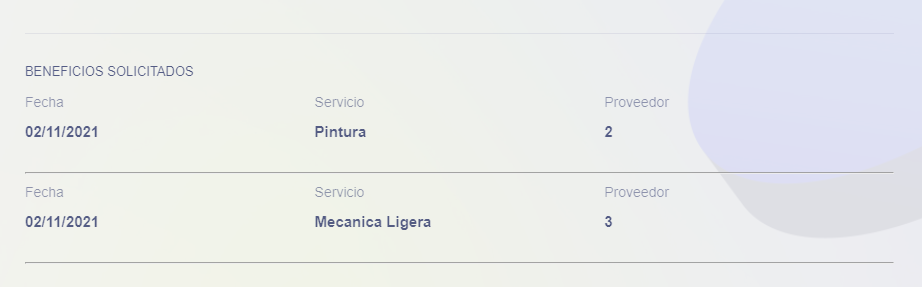 BENEFICIOS SOLICITADOS
Fecha Servicio Proveedor
02/11/2021 Pintura 2
Fecha Servicio Proveedor
02/11/2021 Mecanica Ligera 3